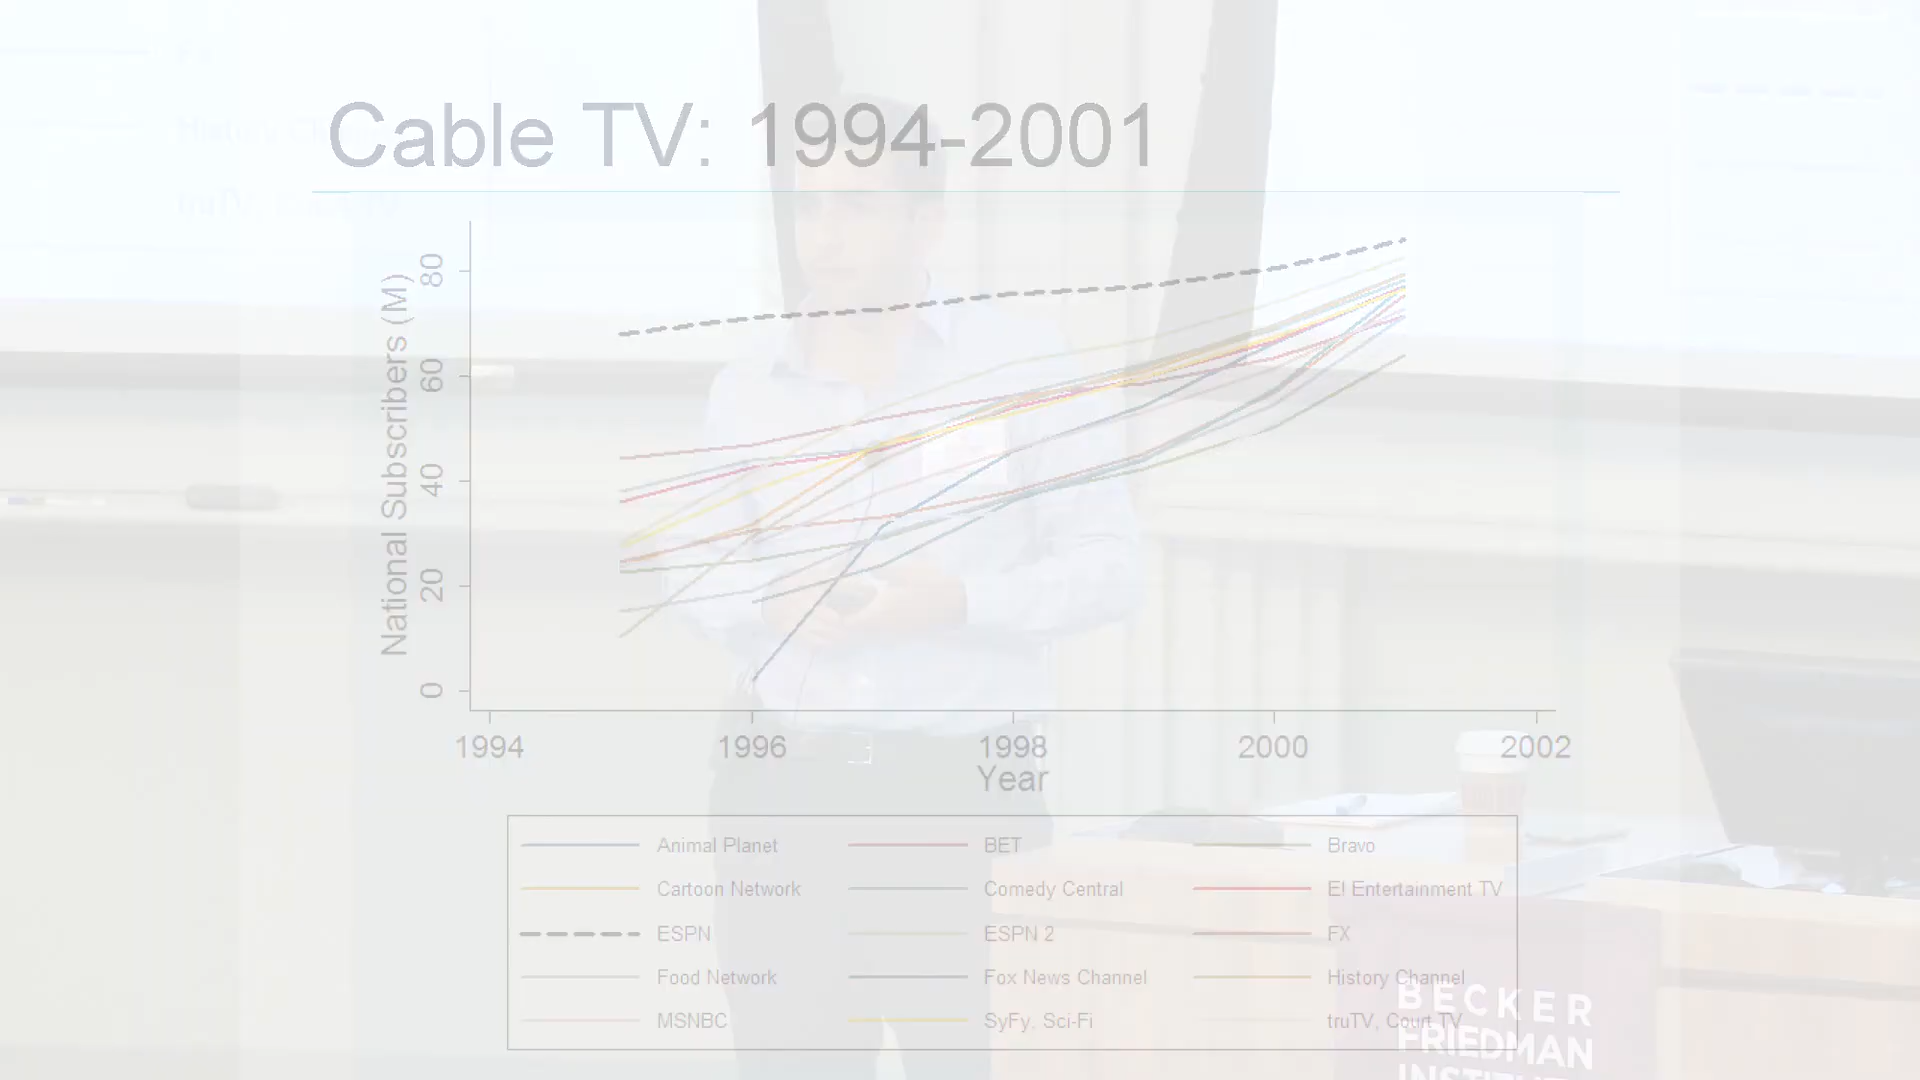 Cable TV: 1994-2001
National Subscribers (M)
80
60
40
20
0
1994 1996 1998 2000 2002
Year
Animal Planet BET Bravo
Cartoon Network Comedy Central E! Entertainment TV
ESPN ESPN 2 FX
Food Network Fox News Channel History Channel
MSNBC SyFy, Sci-Fi truTV, Court TV
BECKER
FRIEDMAN